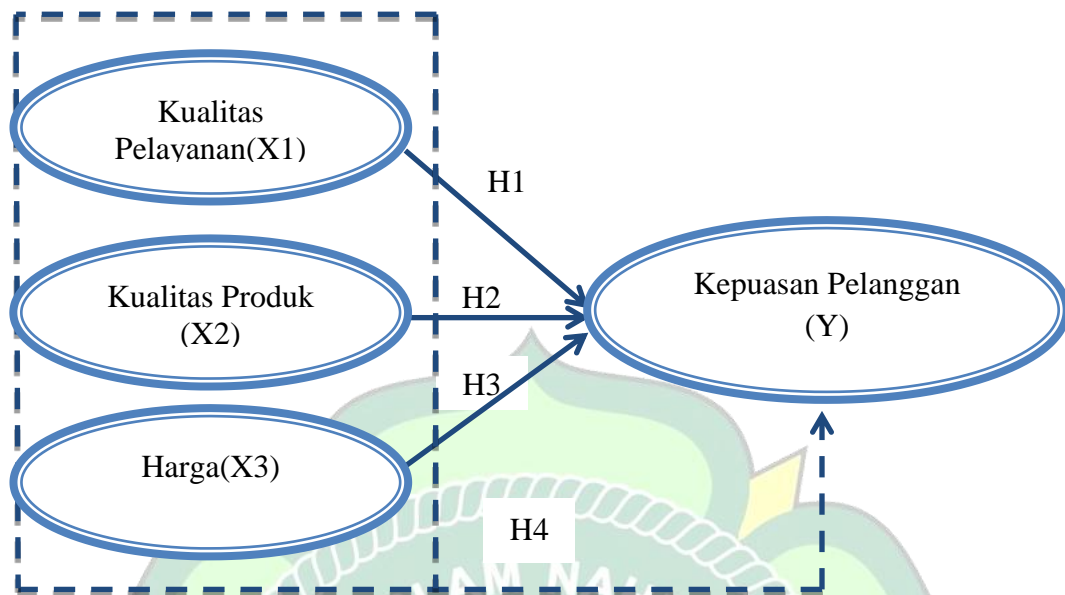 Kualitas
Pelayanan(X1)
H1
Kualitas Produk
(X2)
H2
Kepuasan Pelanggan
(Y)
H3
Harga(X3)
H4